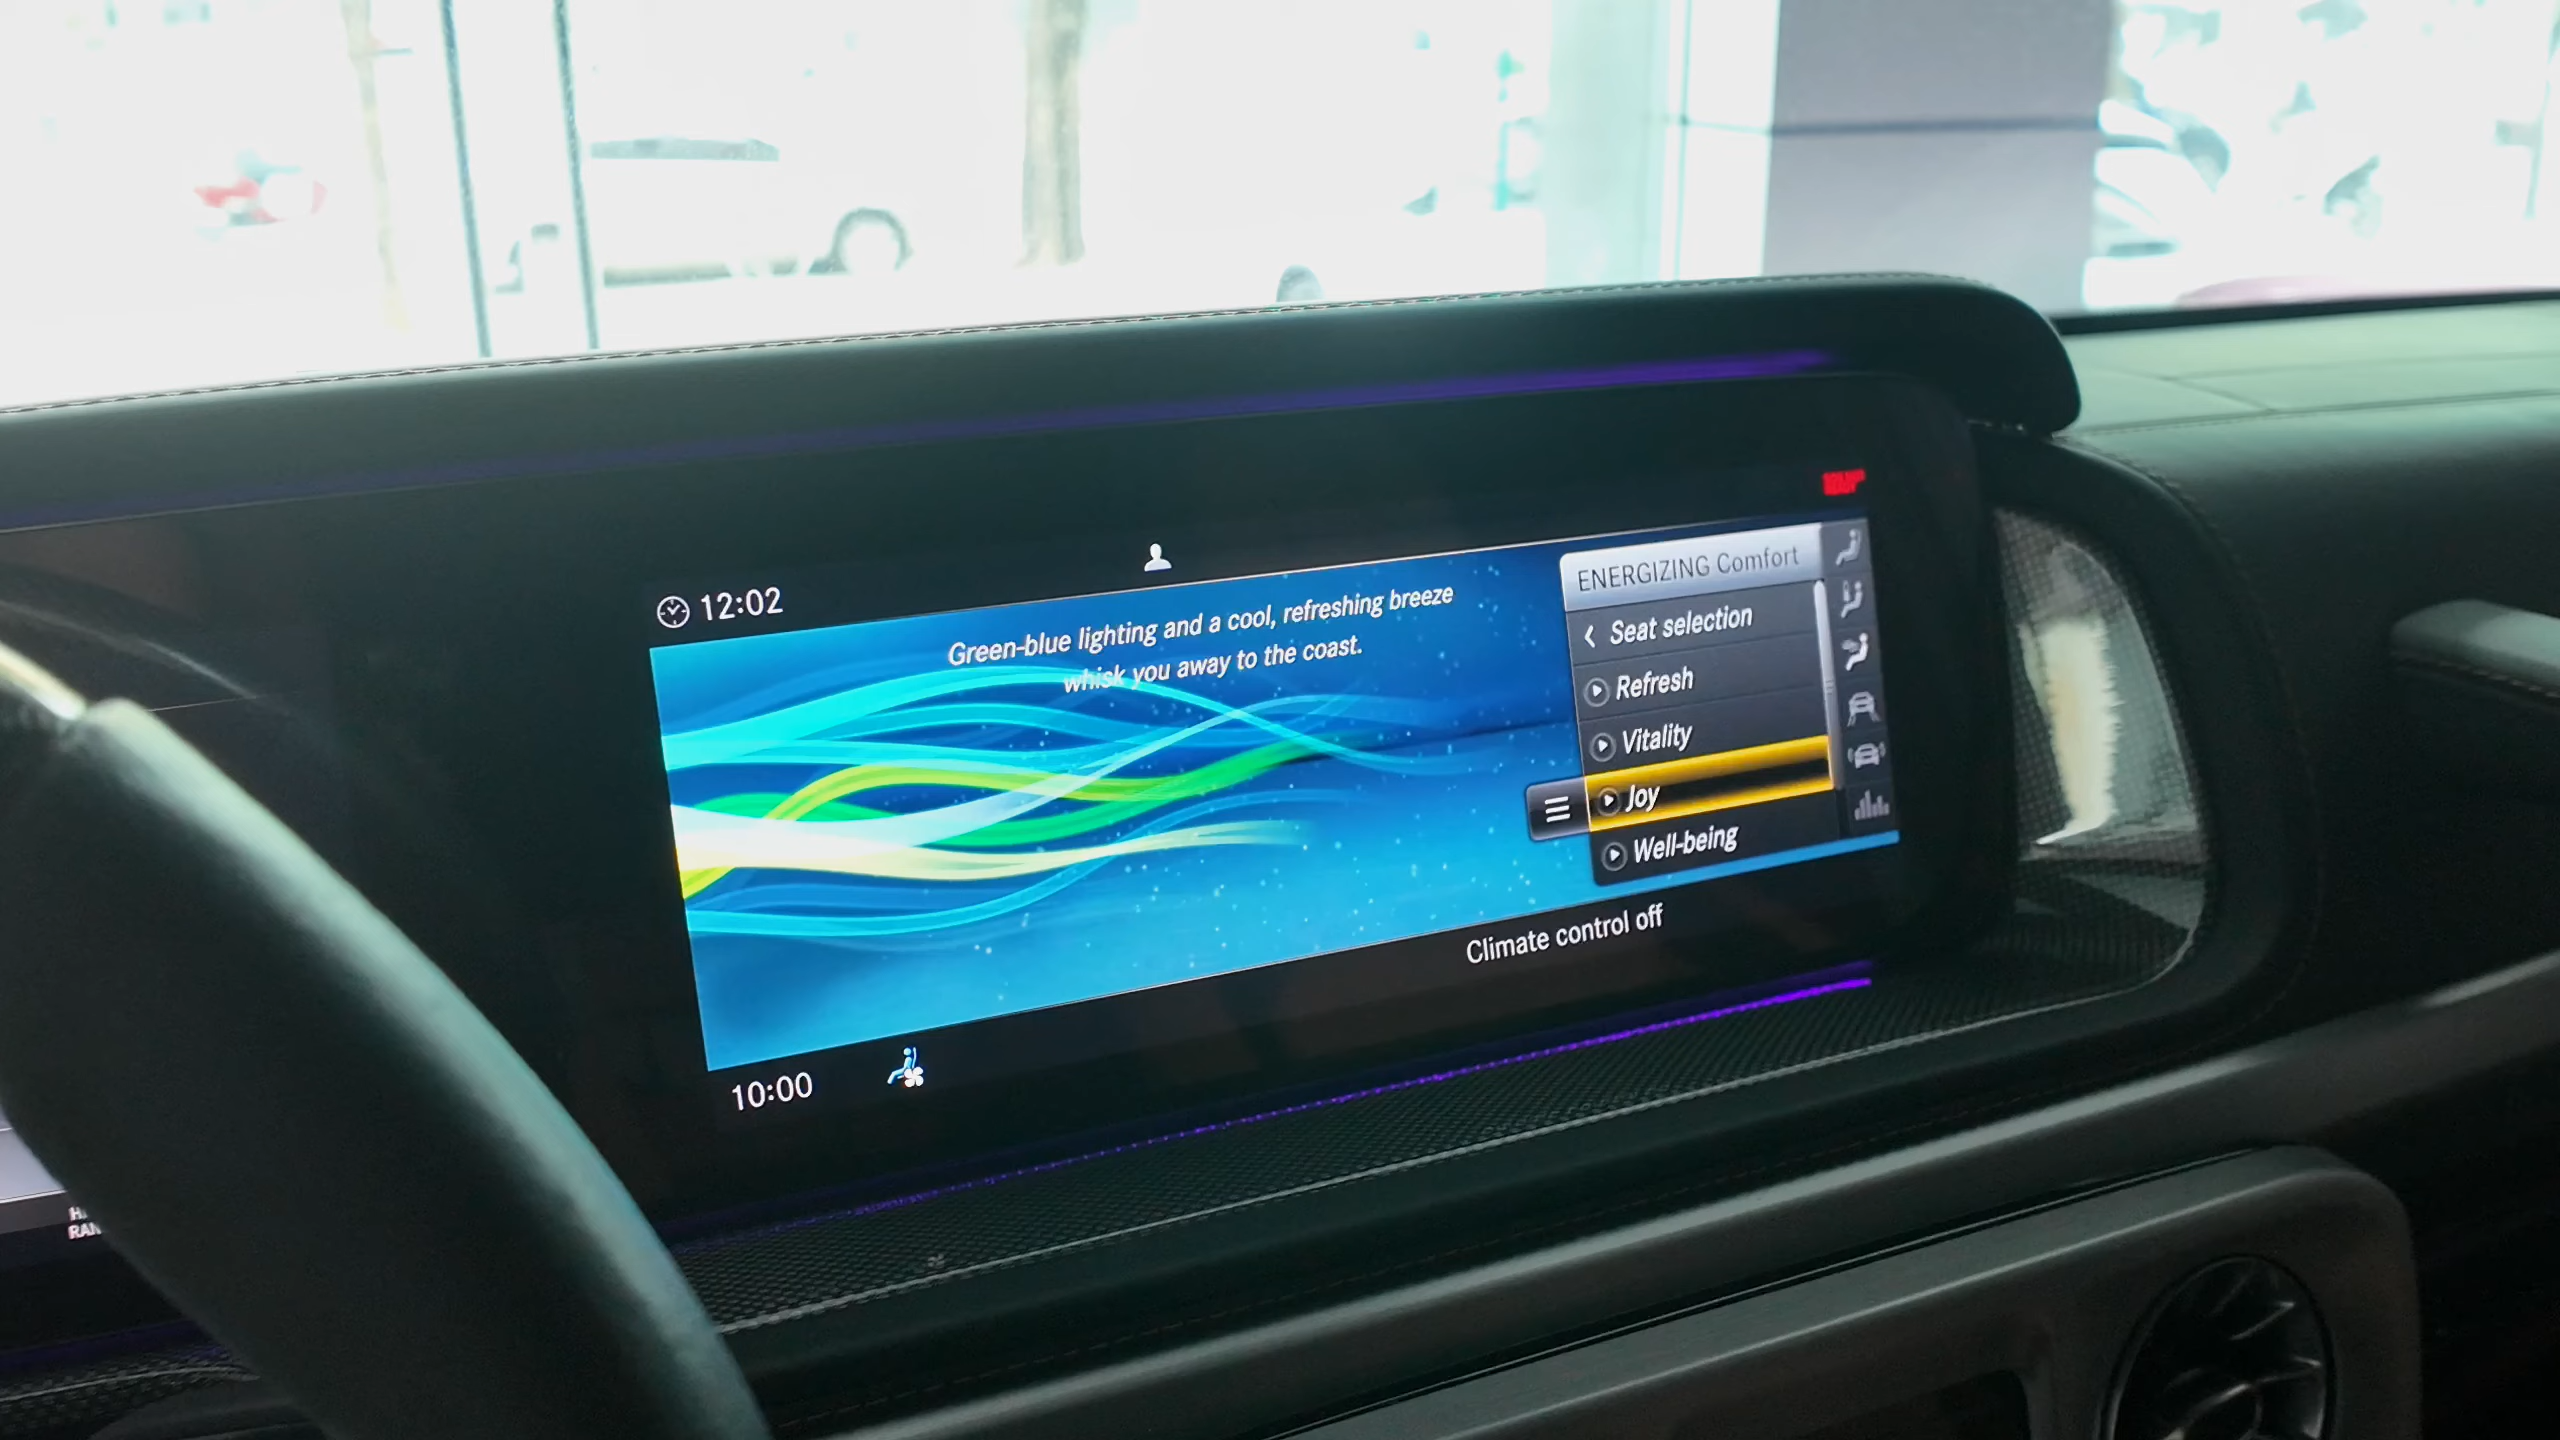 12:02
Green-blue lighting and a cool, refreshing breeze
whisk you away to the coast.
ENERGIZING Comfort
Seat selection
Refresh
Vitality
Joy
Well-being
Climate control off
10:00